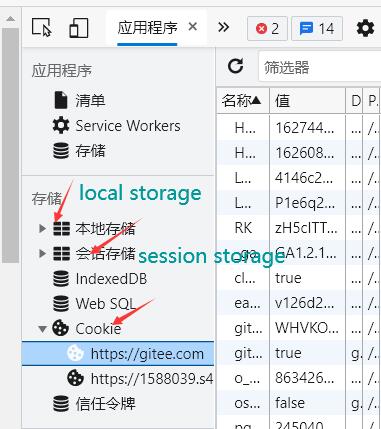 应用程序
2
14
应用程序
清单
Service Workers
存储
存储
本地存储
local storage
会话存储
session storage
IndexedDB
Web SQL
Cookie
https://gitee.com
https://1588039.s4
信任令牌
筛选器
名称 值 D P.
H... 162744... ... /...
H... 162608... ... /...
L... 4146c2... ... /...
L... P1e6q2... ... /...
RK zH5cITT... ... /...
GA1.2.1... ... /...
cl... true ... /...
ea... v126d2... ... /...
git... WHVKO... ... /...
git... true g. /...
o_... 863426... ... /...
os... false g. /...